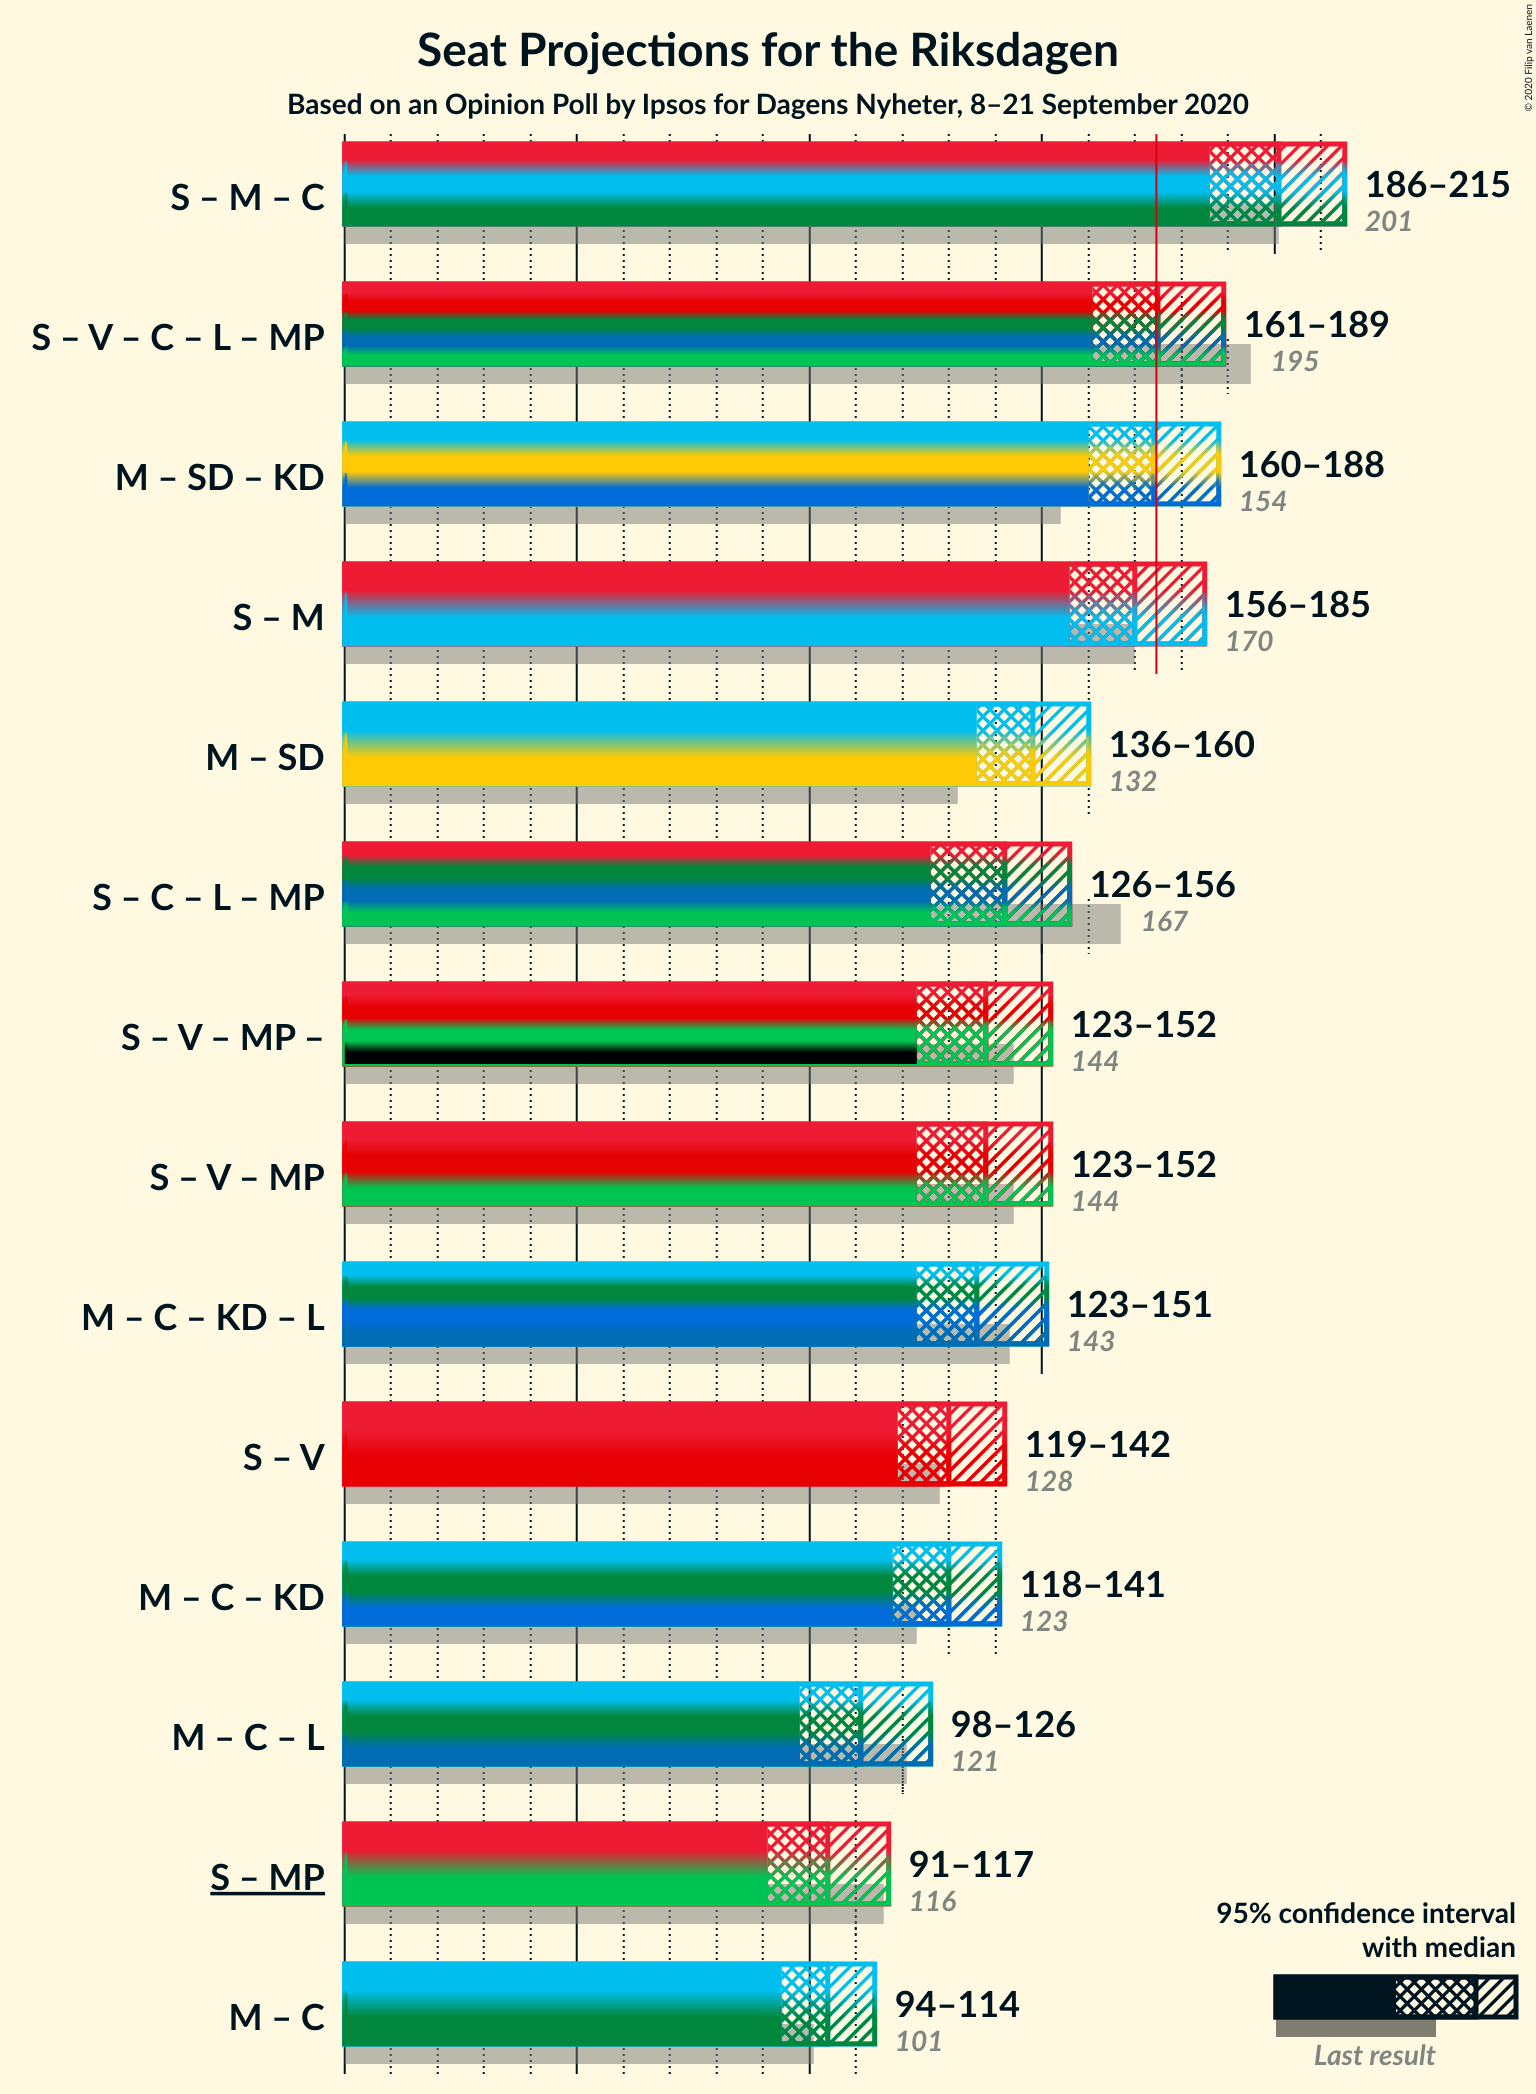 Seat Projections for the Riksdagen
Based on an Opinion Poll by Ipsos for Dagens Nyheter, 8–21 September 2020
© 2020 Filip van Laenen
S – M – C
186–215
201
S – V – C – L – MP
161–189
195
M – SD – KD
160–188
154
S – M
156–185
170
M – SD
136–160
132
S – C – L – MP
126–156
167
S – V – MP –
123–152
144
S – V – MP
123–152
144
M – C – KD – L
123–151
143
S – V
119–142
128
M – C – KD
118–141
123
M – C – L
98–126
121
S – MP
91–117
116
M – C
94–114
101
95% confidence interval
with median
Last result